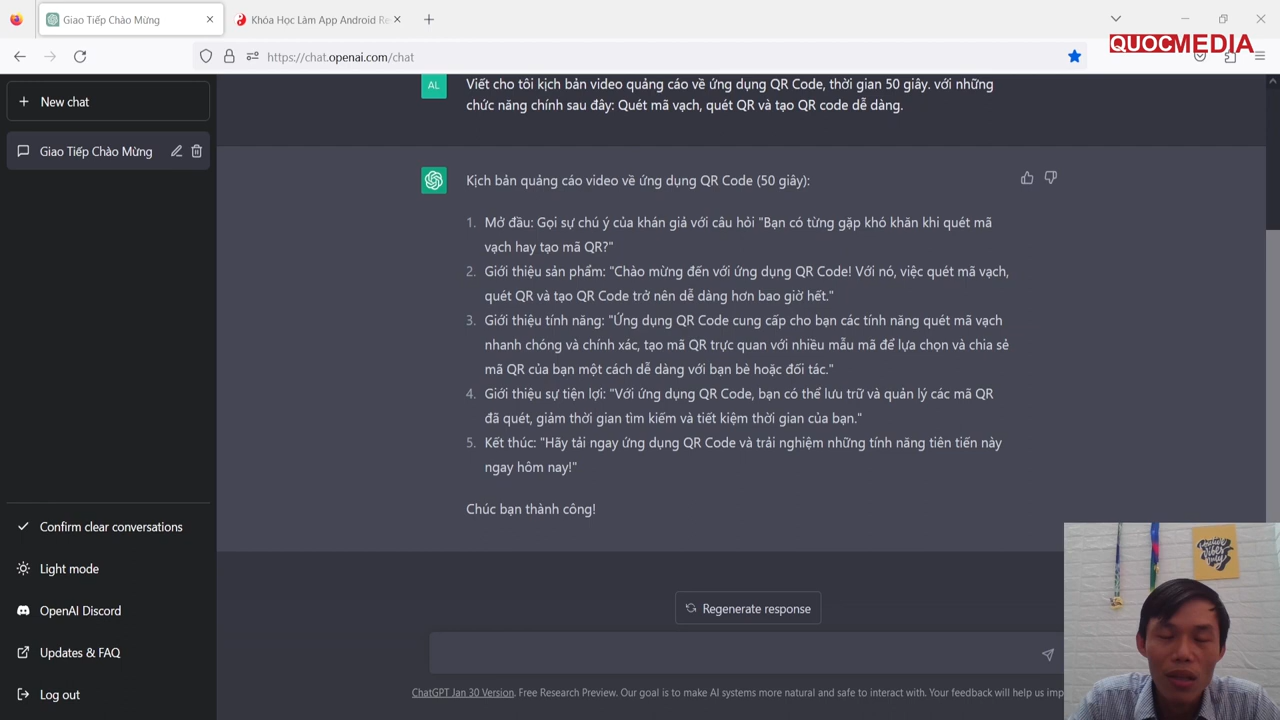 Giao Tiếp Chào Mừng
Khóa Học Làm App Android Re
https://chat.openai.com/chat
QUOCMEDIA
New chat
Giao Tiếp Chào Mừng
Confirm clear conversations
Light mode
OpenAI Discord
Updates & FAQ
Log out
AL
Viết cho tôi kịch bản video quảng cáo về ứng dụng QR Code, thời gian 50 giây. với những
chức năng chính sau đây: Quét mã vạch, quét QR và tạo QR code dễ dàng.
Kịch bản quảng cáo video về ứng dụng QR Code (50 giây):
1. Mở đầu: Gọi sự chú ý của khán giả với câu hỏi "Bạn có từng gặp khó khăn khi quét mã
vạch hay tạo mã QR?"
2. Giới thiệu sản phẩm: "Chào mừng đến với ứng dụng QR Code! Với nó, việc quét mã vạch,
quét QR và tạo QR Code trở nên dễ dàng hơn bao giờ hết."
3. Giới thiệu tính năng: "Ứng dụng QR Code cung cấp cho bạn các tính năng quét mã vạch
nhanh chóng và chính xác, tạo mã QR trực quan với nhiều mẫu mã để lựa chọn và chia sẻ
mã QR của bạn một cách dễ dàng với bạn bè hoặc đối tác."
4. Giới thiệu sự tiện lợi: "Với ứng dụng QR Code, bạn có thể lưu trữ và quản lý các mã QR
đã quét, giảm thời gian tìm kiếm và tiết kiệm thời gian của bạn."
5. Kết thúc: "Hãy tải ngay ứng dụng QR Code và trải nghiệm những tính năng tiên tiến này
ngay hôm nay!"
Chúc bạn thành công!
Regenerate response
ChatGPT Jan 30 Version. Free Research Preview. Our goal is to make AI systems more natural and safe to interact with. Your feedback will help us imp